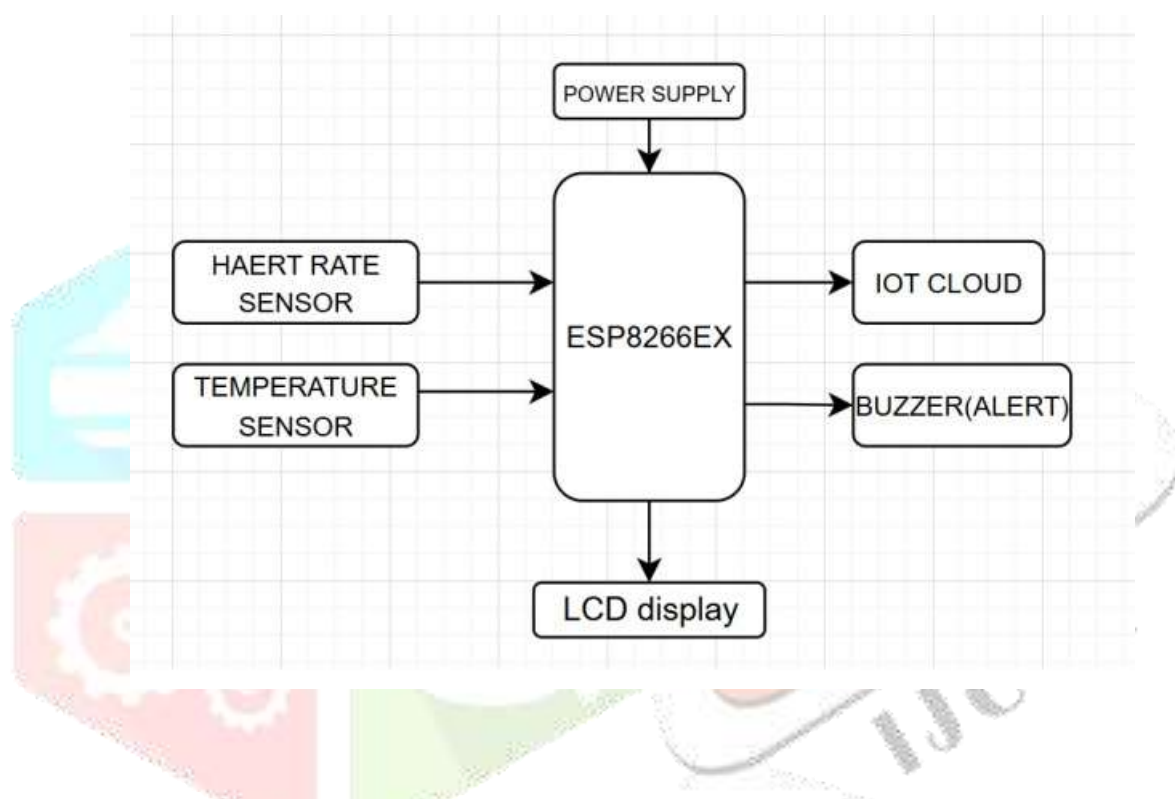 POWER SUPPLY
HAERT RATE
SENSOR
ESP8266EX
IOT CLOUD
TEMPERATURE
SENSOR
BUZZER(ALERT)
LCD display